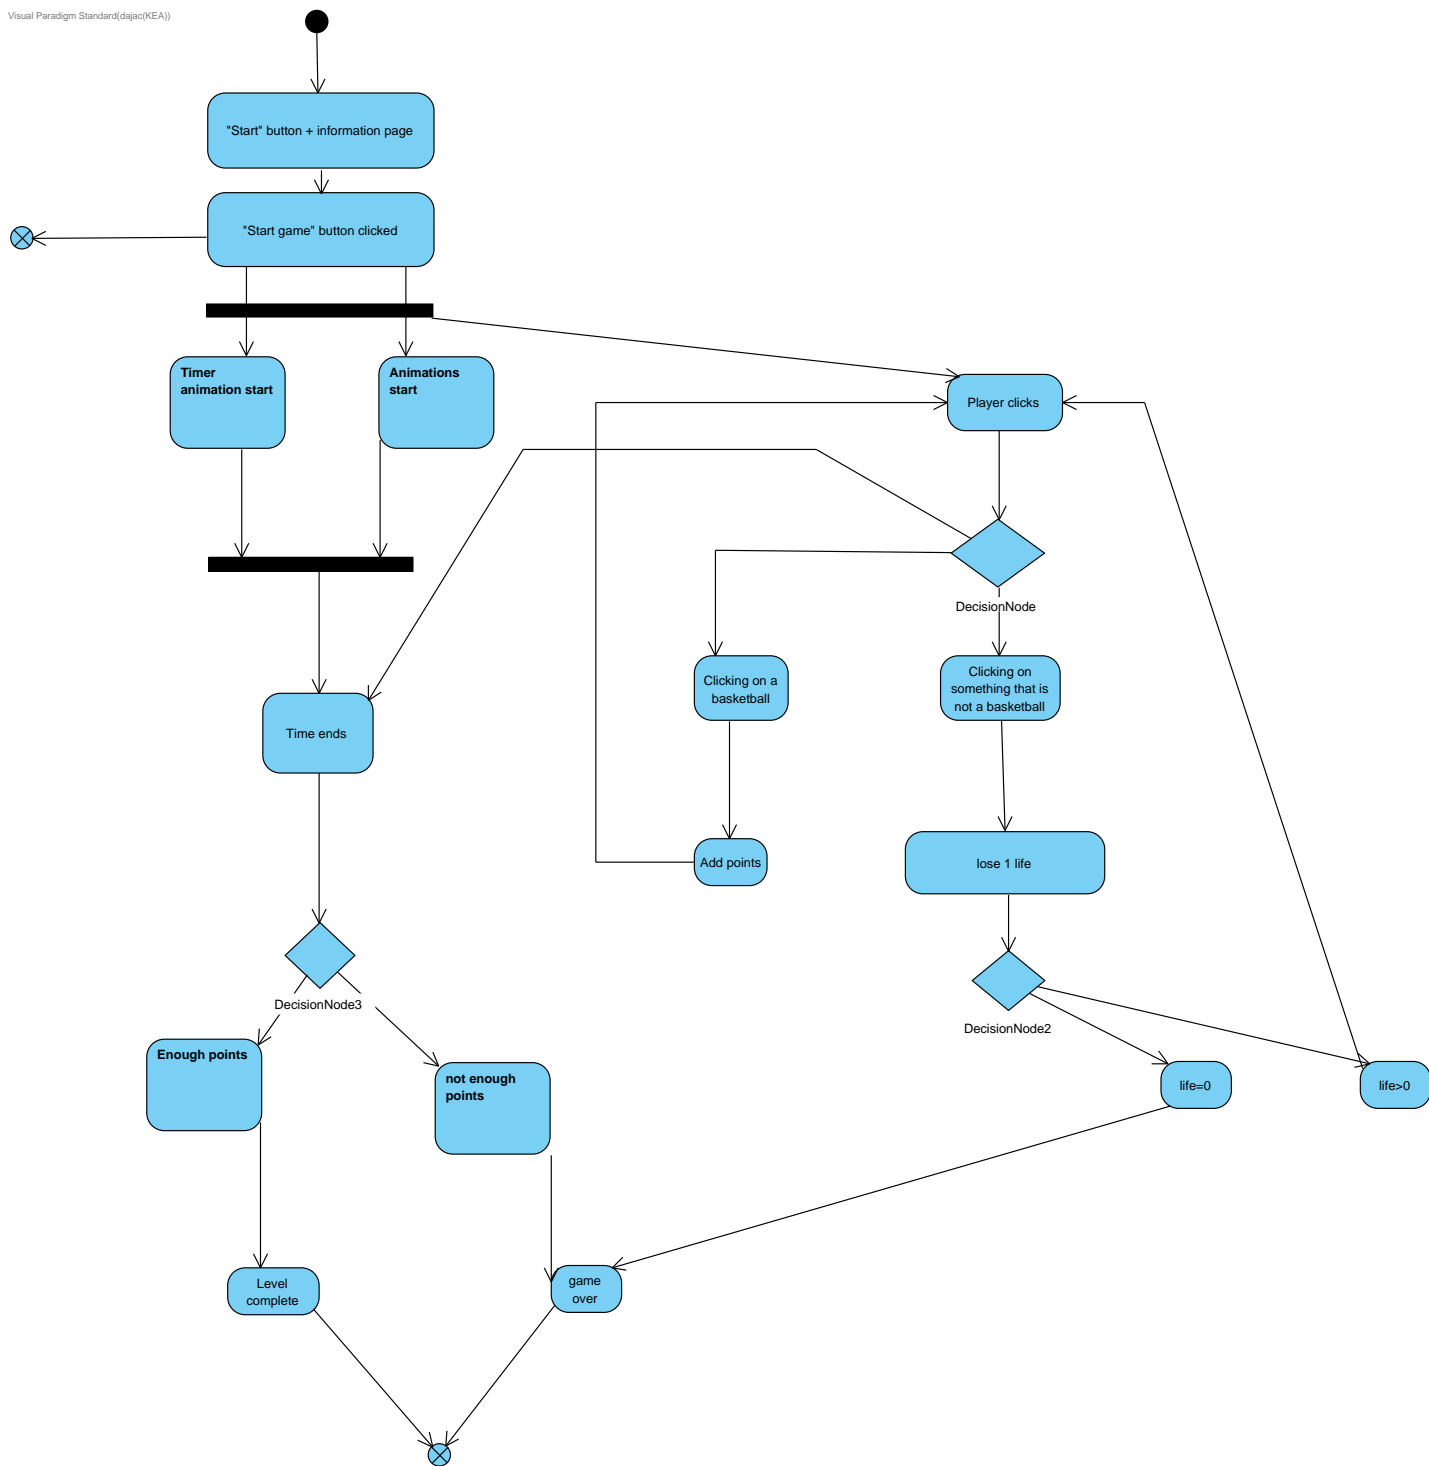 Visual Paradigm Standard(dajac(KEA))
"Start" button + information page
"Start game" button clicked
Timer
animation start
Animations
start
Player clicks
DecisionNode
Clicking on a
basketball
Clicking on
something that is
not a basketball
Time ends
Add points
lose 1 life
DecisionNode3
DecisionNode2
Enough points
not enough
points
life=0
life>0
Level
complete
game
over